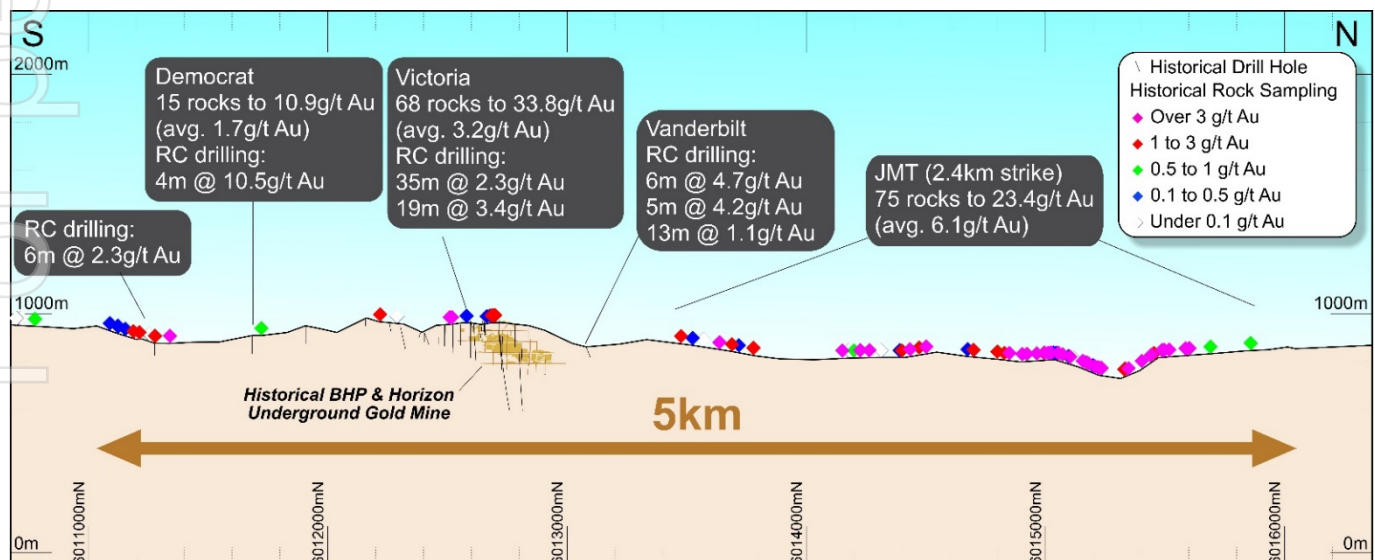 S
N
2000m
Democrat
15 rocks to 10.9g/t Au
(avg. 1.7g/t Au)
RC drilling:
4m @ 10.5g/t Au
Victoria
68 rocks to 33.8g/t Au
(avg. 3.2g/t Au)
RC drilling:
35m @ 2.3g/t Au
19m @ 3.4g/t Au
Vanderbilt
RC drilling:
6m @ 4.7g/t Au
5m @ 4.2g/t Au
13m @ 1.1g/t Au
JMT (2.4km strike)
75 rocks to 23.4g/t Au
(avg. 6.1g/t Au)
Historical Drill Hole
Historical Rock Sampling
Over 3 g/t Au
1 to 3 g/t Au
0.5 to 1 g/t Au
0.1 to 0.5 g/t Au
Under 0.1 g/t Au
RC drilling:
6m @ 2.3g/t Au
1000m
1000m
Historical BHP & Horizon
Underground Gold Mine
5km
6011000mN
6012000mN
6013000mN
6014000mN
6015000mN
6016000mN
0m
0m